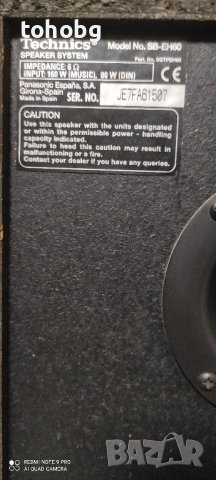 tobholg
Technics
SPEAKER SYSTEM
Model No. SB-EH60
Part. No. SSTPEH60
IMPEDANCE 6 Ω
INPUT: 160 W (MUSIC), 80 W (DIN)
CE
Panasonic España, S.A.
Girona-Spain
Made in Spain
SER. NO. JE7FA61507
CAUTION
Use this speaker with the units designated
or within the permissible power - handling
capacity indicated.
Failure to heed this caution may result in
malfunctioning or a fire.
Contact your dealer if you have queries.
REDMI NOTE 9 PRO
AI QUAD CAMERA
BAZAR